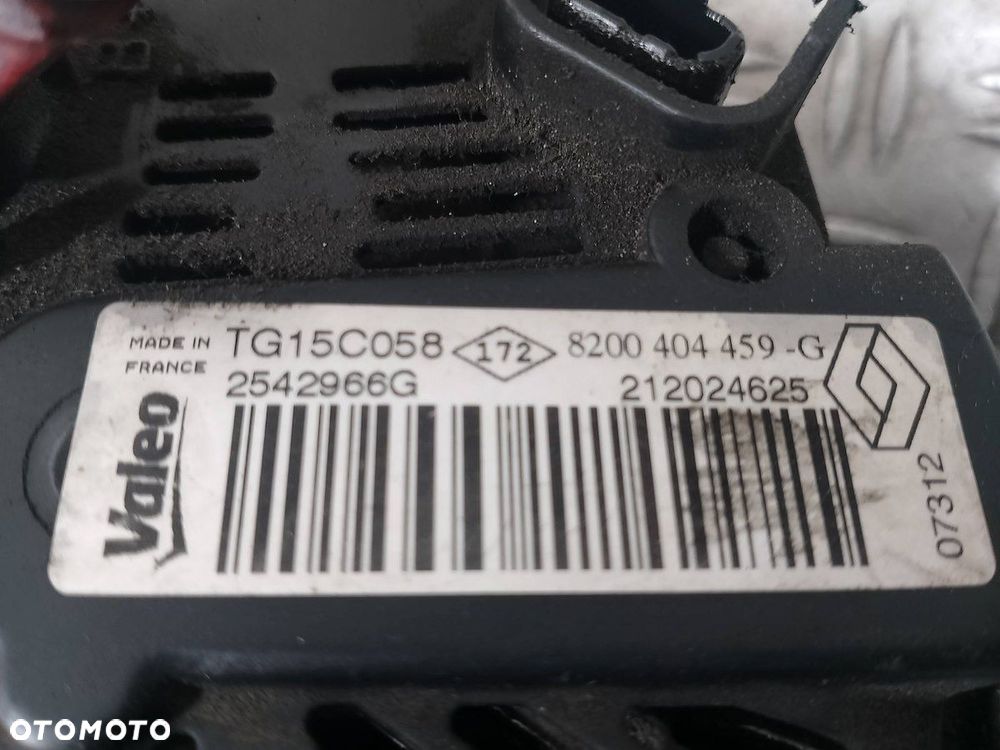 MADE IN FRANCE
TG15C058
172
8200 404 459 -G
2542966G
212024625
Valeo
07312
OTOMOTO